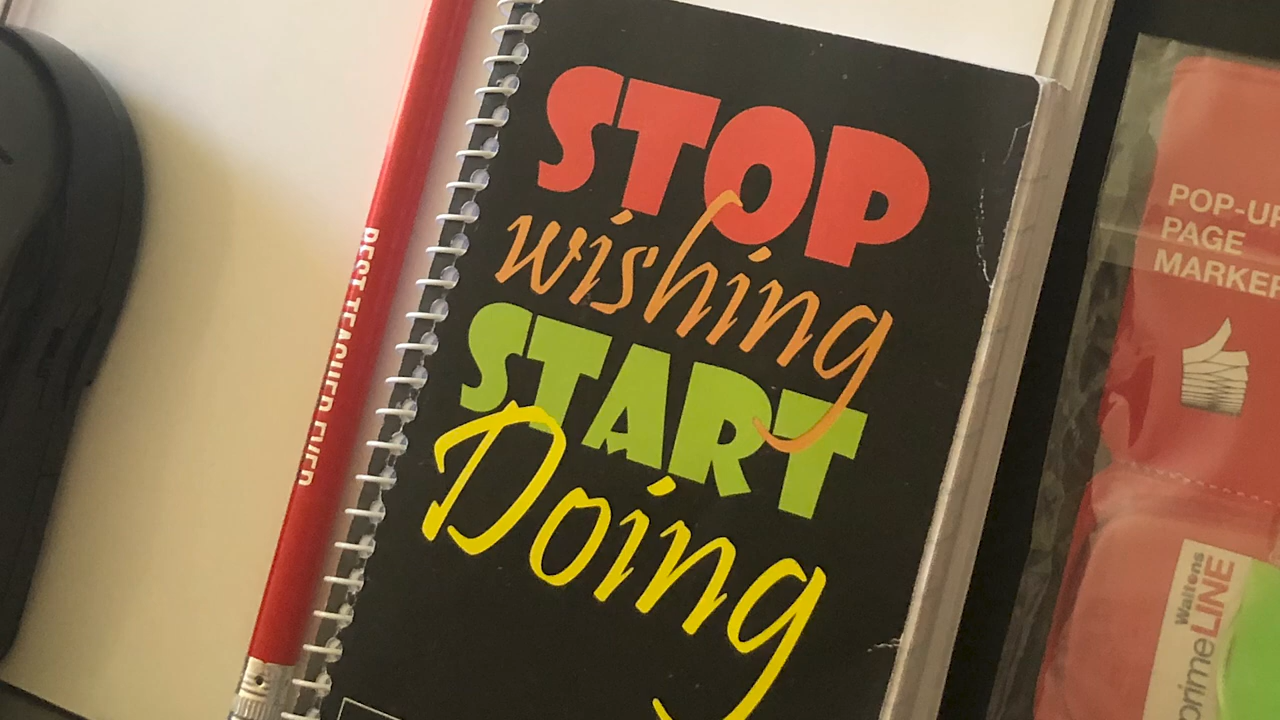 STOP
wishing
START
Doing
BEST TEACHER EVER
POP-UP
PAGE
MARKER
Waltons
primeLINE